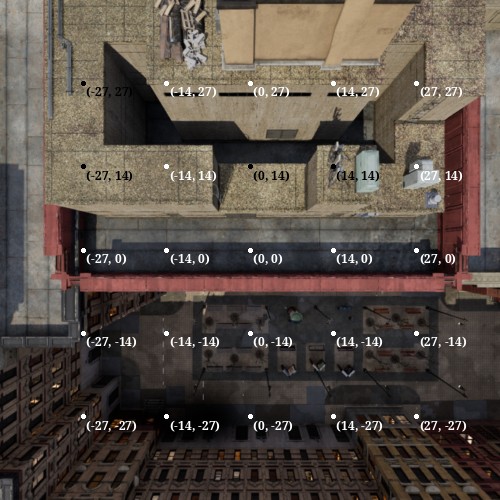 (-27, 27) (-14, 27) (0, 27) (14, 27) (27, 27)
(-27, 14) (-14, 14) (0, 14) (14, 14) (27, 14)
(-27, 0) (-14, 0) (0, 0) (14, 0) (27, 0)
(-27, -14) (-14, -14) (0, -14) (14, -14) (27, -14)
(-27, -27) (-14, -27) (0, -27) (14, -27) (27, -27)